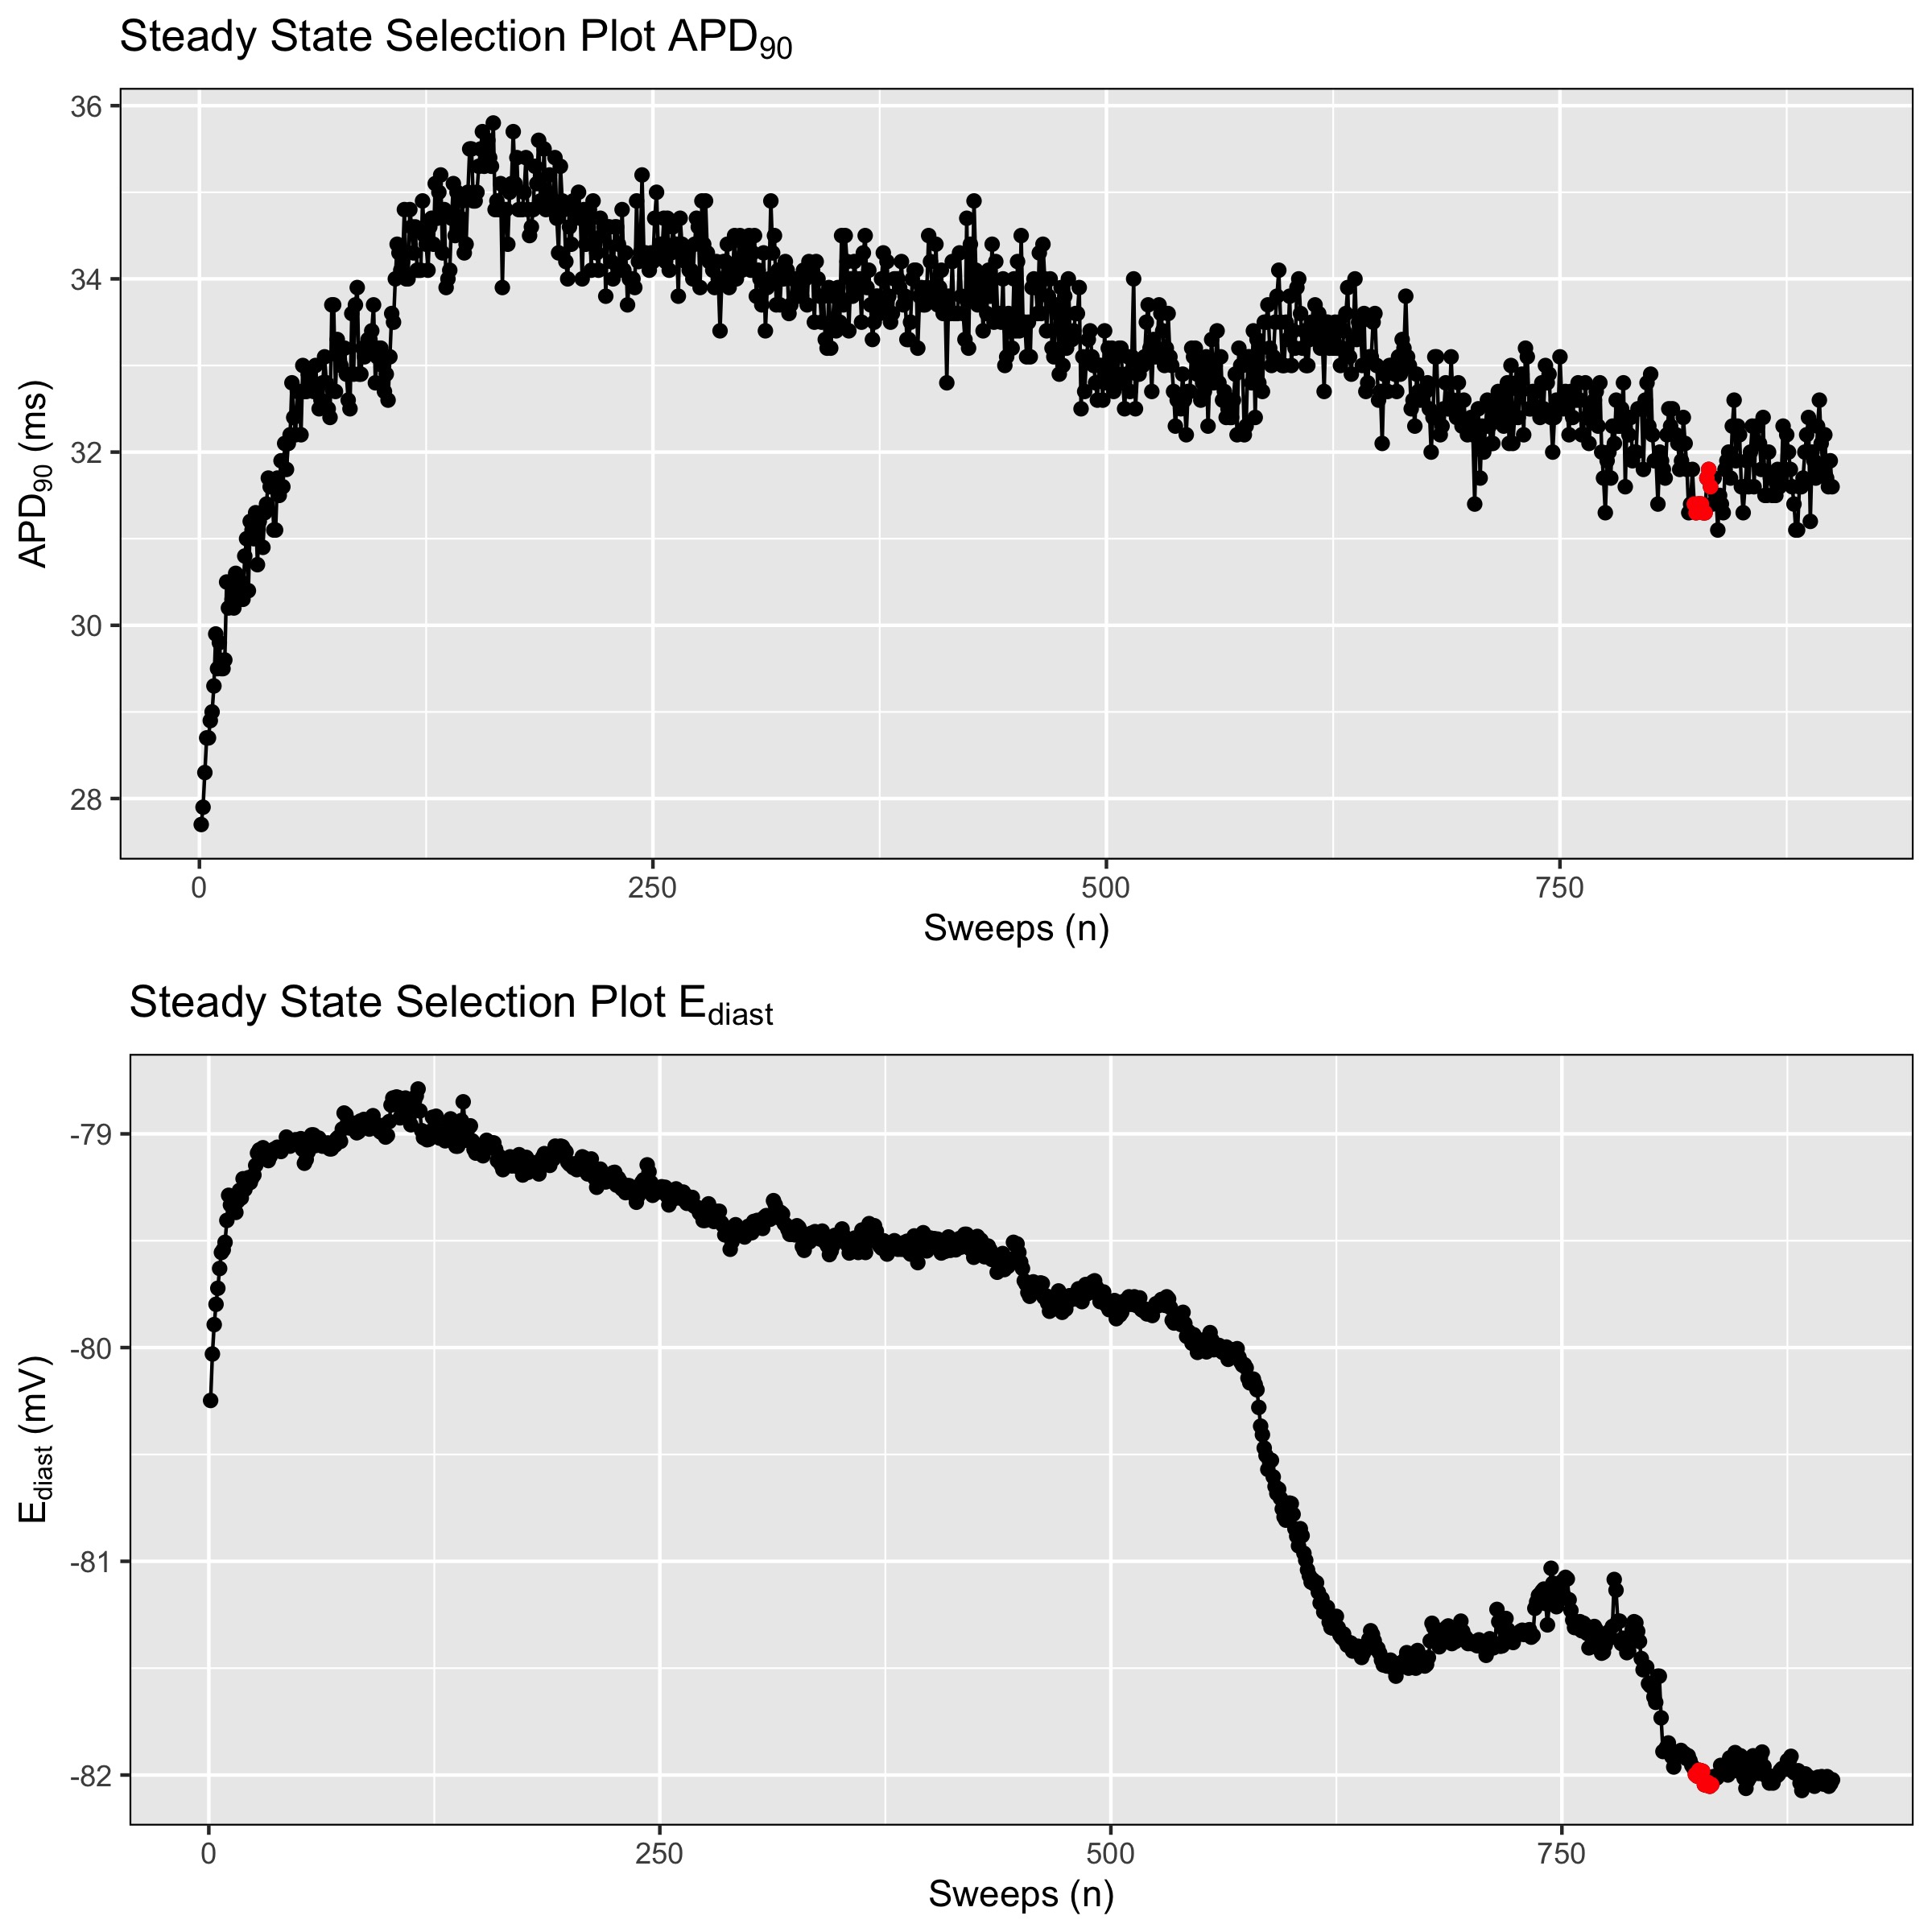 Steady State Selection Plot APD90
36
34
32
30
28
APD90 (ms)
0 250 500 750
Sweeps (n)
Steady State Selection Plot Ediast
-79
-80
-81
-82
Ediast (mV)
0 250 500 750
Sweeps (n)